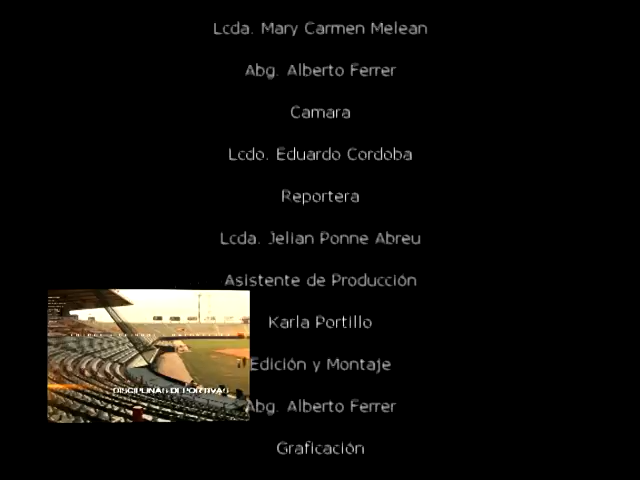 Lcda. Mary Carmen Melean
Abg. Alberto Ferrer
Camara
Lcdo. Eduardo Cordoba
Reportera
Lcda. Jelian Ponne Abreu
Asistente de Producción
Karla Portillo
Edición y Montaje
DISCIPLINAS DEPORTIVAS
Abg. Alberto Ferrer
Graficación